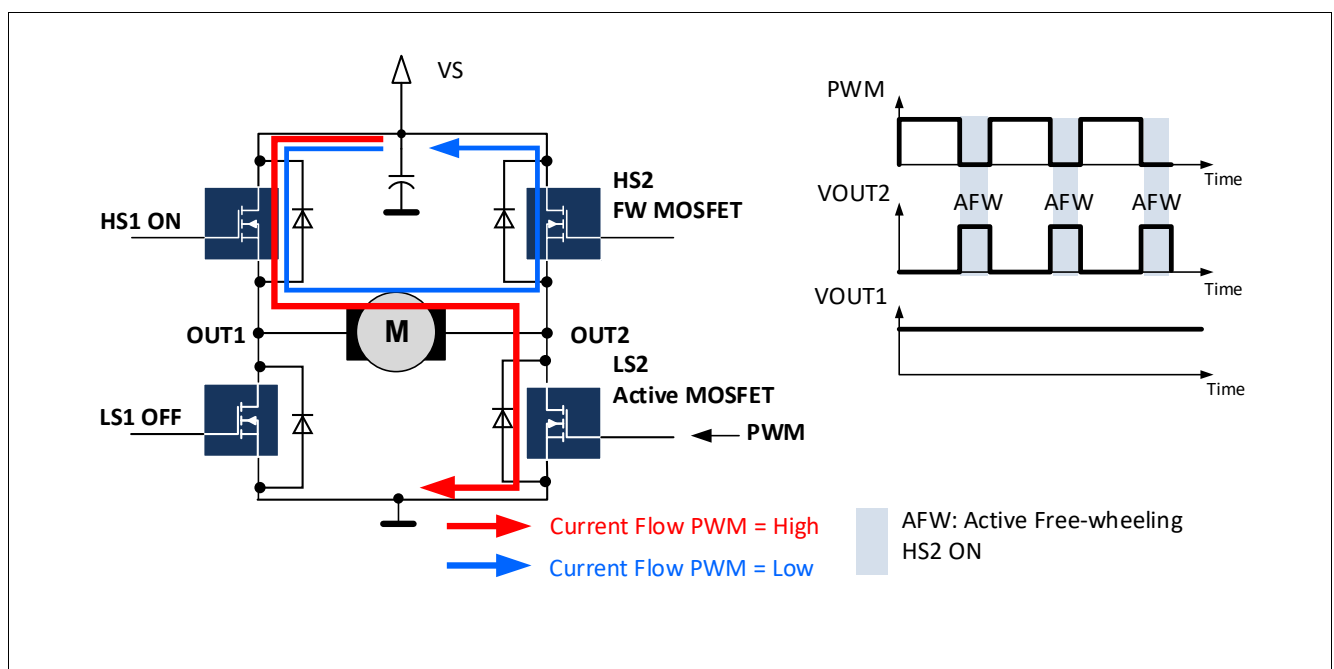 VS
HS1 ON
HS2
FW MOSFET
OUT1
M
OUT2
LS2
Active MOSFET
LS1 OFF
PWM
Current Flow PWM = High
Current Flow PWM = Low
PWM
Time
VOUT2
AFW
AFW
AFW
Time
VOUT1
Time
AFW: Active Free-wheeling
HS2 ON